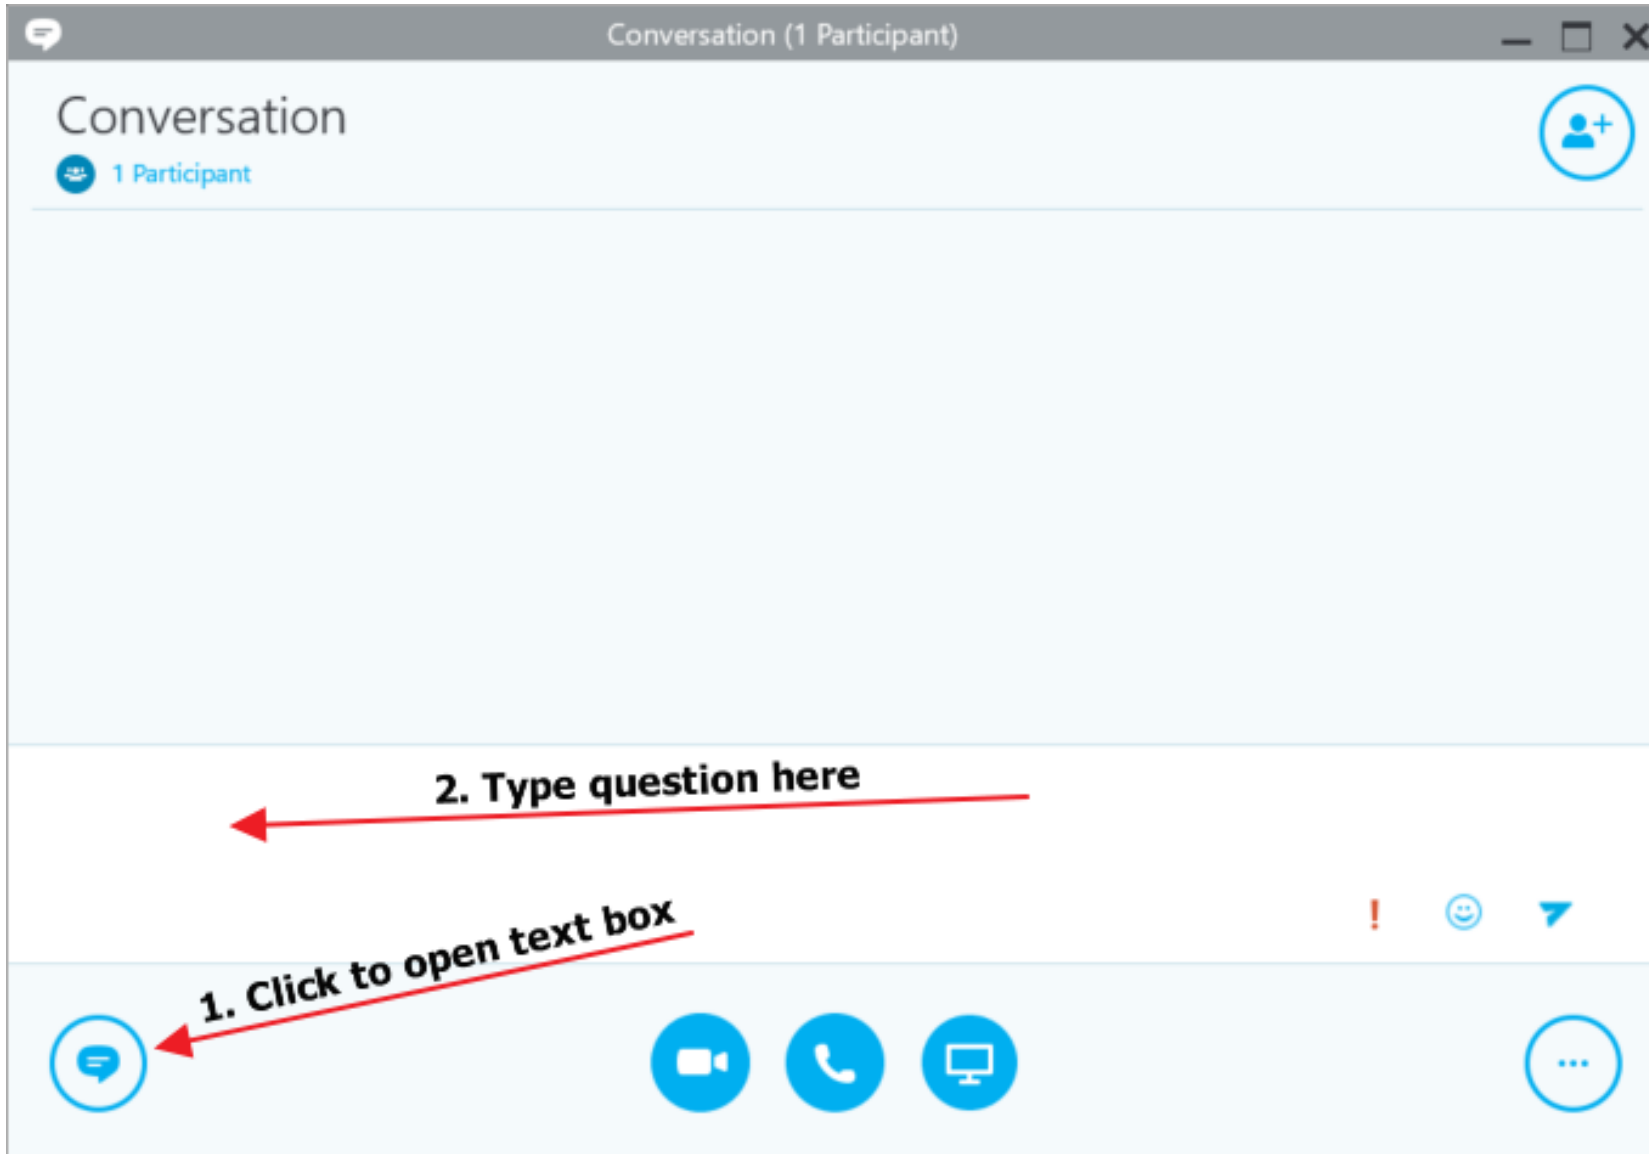 Conversation (1 Participant)
Conversation
1 Participant
2. Type question here
1. Click to open text box